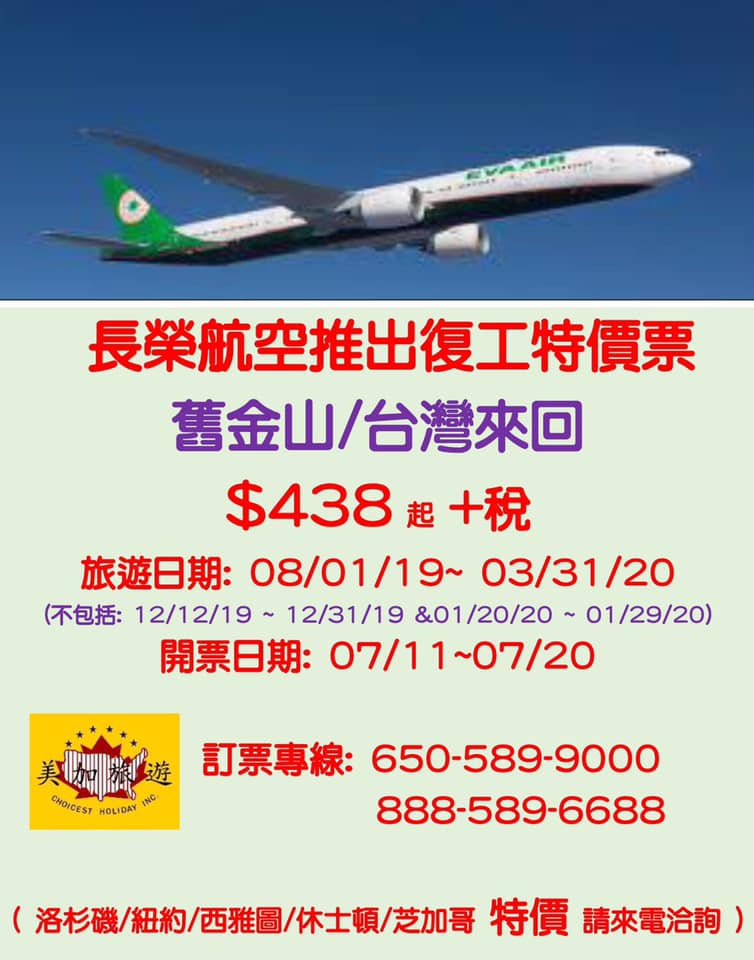 EVA AIR
長榮航空推出復工特價票
舊金山/台灣來回
$438 起 +稅
旅遊日期: 08/01/19~ 03/31/20
(不包括: 12/12/19 ~ 12/31/19 &01/20/20 ~ 01/29/20)
開票日期: 07/11~07/20
美加旅遊
CHOICEST HOLIDAY INC.
訂票專線: 650-589-9000
888-589-6688
( 洛杉磯/紐約/西雅圖/休士頓/芝加哥 特價 請來電洽詢 )